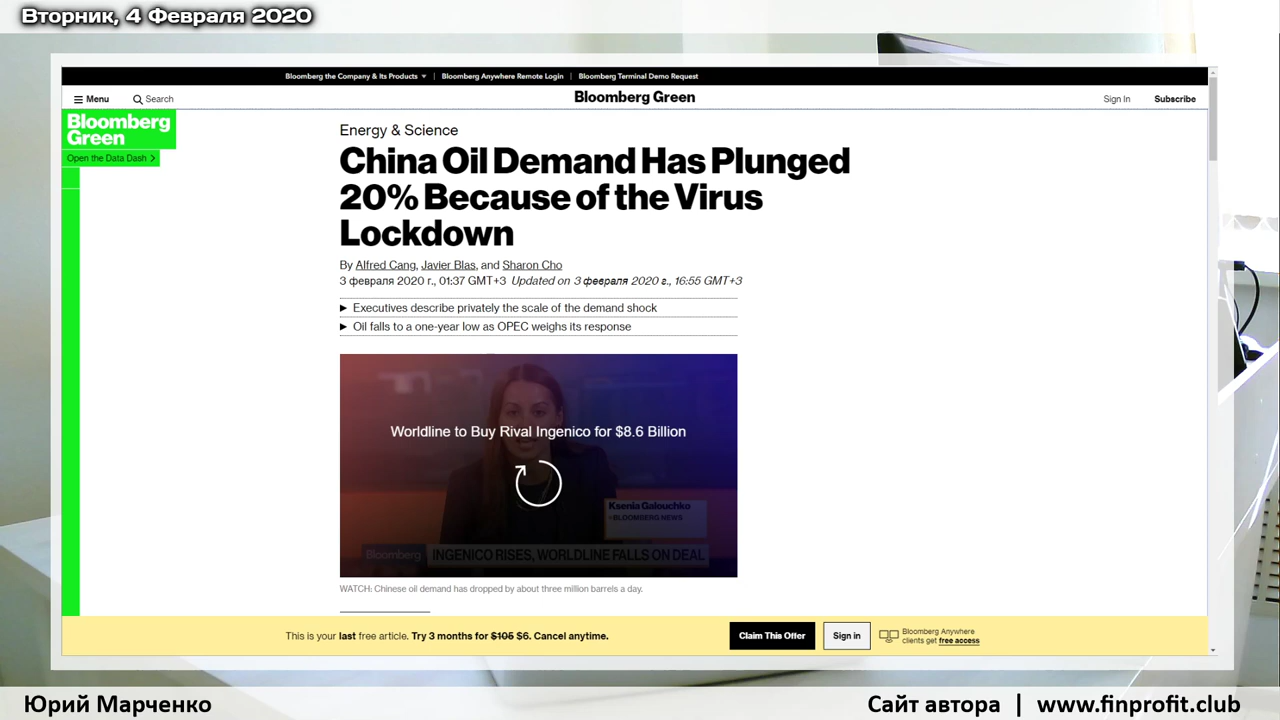 Вторник, 4 Февраля 2020
Bloomberg the Company & Its Products
Bloomberg Anywhere Remote Login
Bloomberg Terminal Demo Request
Menu
Search
Bloomberg Green
Sign In
Subscribe
Bloomberg
Green
Open the Data Dash
Energy & Science
China Oil Demand Has Plunged
20% Because of the Virus
Lockdown
By Alfred Cang, Javier Blas, and Sharon Cho
3 февраля 2020 г., 01:37 GMT+3 Updated on 3 февраля 2020 г., 16:55 GMT+3
Executives describe privately the scale of the demand shock
Oil falls to a one-year low as OPEC weighs its response
Worldline to Buy Rival Ingenico for $8.6 Billion
Ksenia Galouchko
BLOOMBERG NEWS
Bloomberg
INGENICO RISES, WORLDLINE FALLS ON DEAL
WATCH: Chinese oil demand has dropped by about three million barrels a day.
This is your last free article. Try 3 months for $105 $6. Cancel anytime.
Claim This Offer
Sign in
Bloomberg Anywhere
clients get free access
Юрий Марченко
Сайт автора | www.finprofit.club